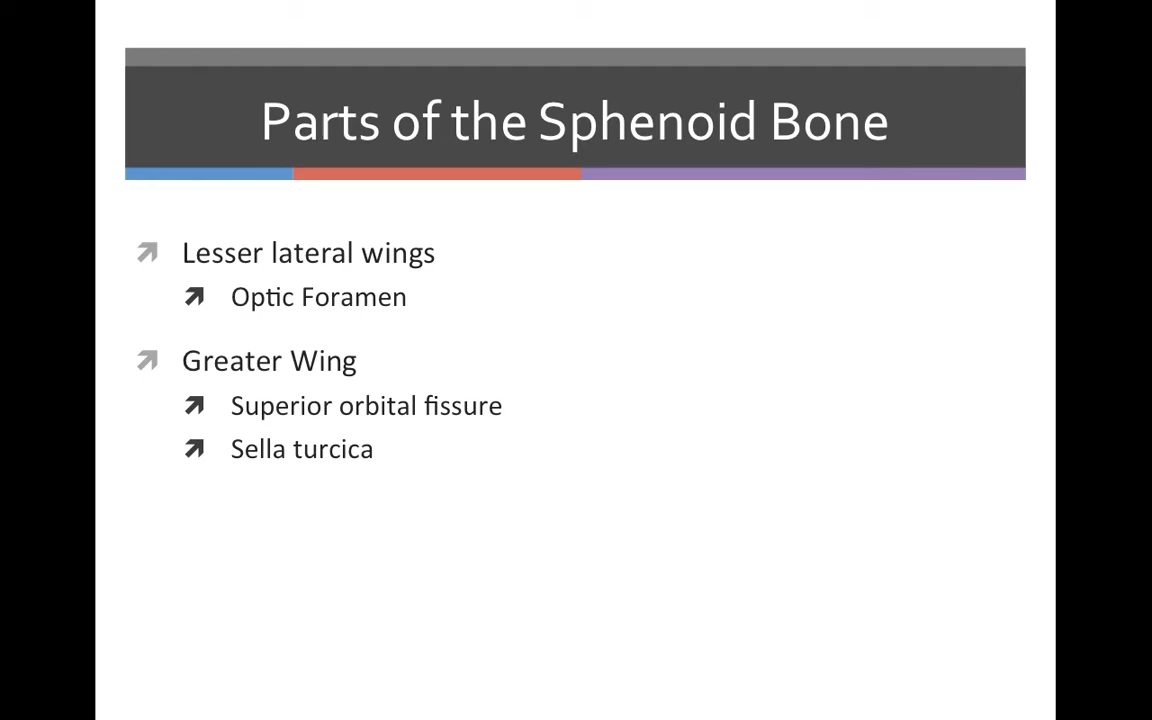 Parts of the Sphenoid Bone
Lesser lateral wings
Optic Foramen
Greater Wing
Superior orbital fissure
Sella turcica